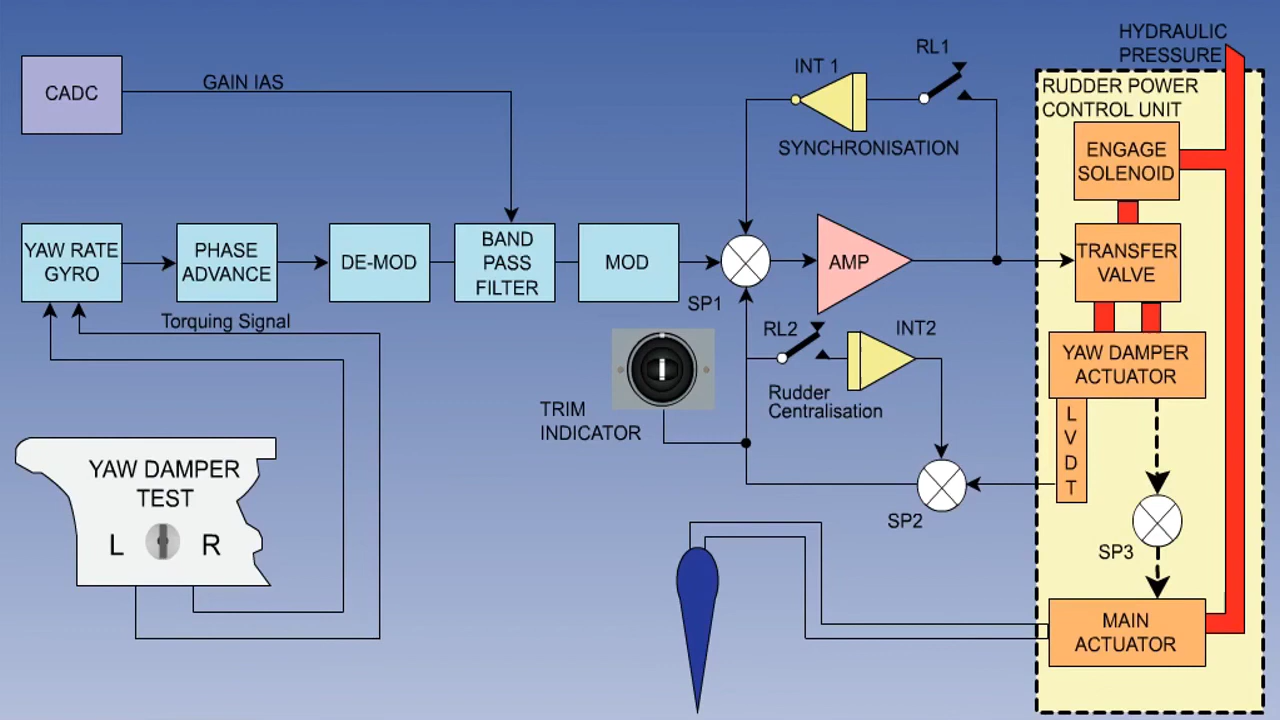 HYDRAULIC
PRESSURE
RL1
INT 1
GAIN IAS
CADC
RUDDER POWER
CONTROL UNIT
SYNCHRONISATION
ENGAGE
SOLENOID
YAW RATE
GYRO
PHASE
ADVANCE
DE-MOD
BAND
PASS
FILTER
MOD
AMP
TRANSFER
VALVE
SP1
Torquing Signal
RL2
INT2
YAW DAMPER
ACTUATOR
Rudder
Centralisation
TRIM
INDICATOR
L
V
D
T
YAW DAMPER
TEST
L R
SP2
SP3
MAIN
ACTUATOR